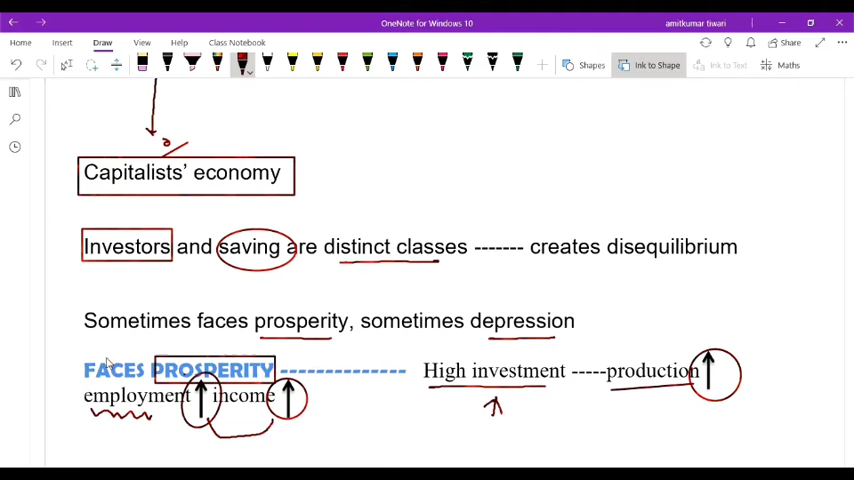 OneNote for Windows 10
amitkumar tiwari
Home Insert Draw View Help Class Notebook
Share
Shapes Ink to Shape Ink to Text Maths
Capitalists' economy
Investors and saving are distinct classes ------- creates disequilibrium
Sometimes faces prosperity, sometimes depression
FACES PROSPERITY -------------- High investment -----production
employment income